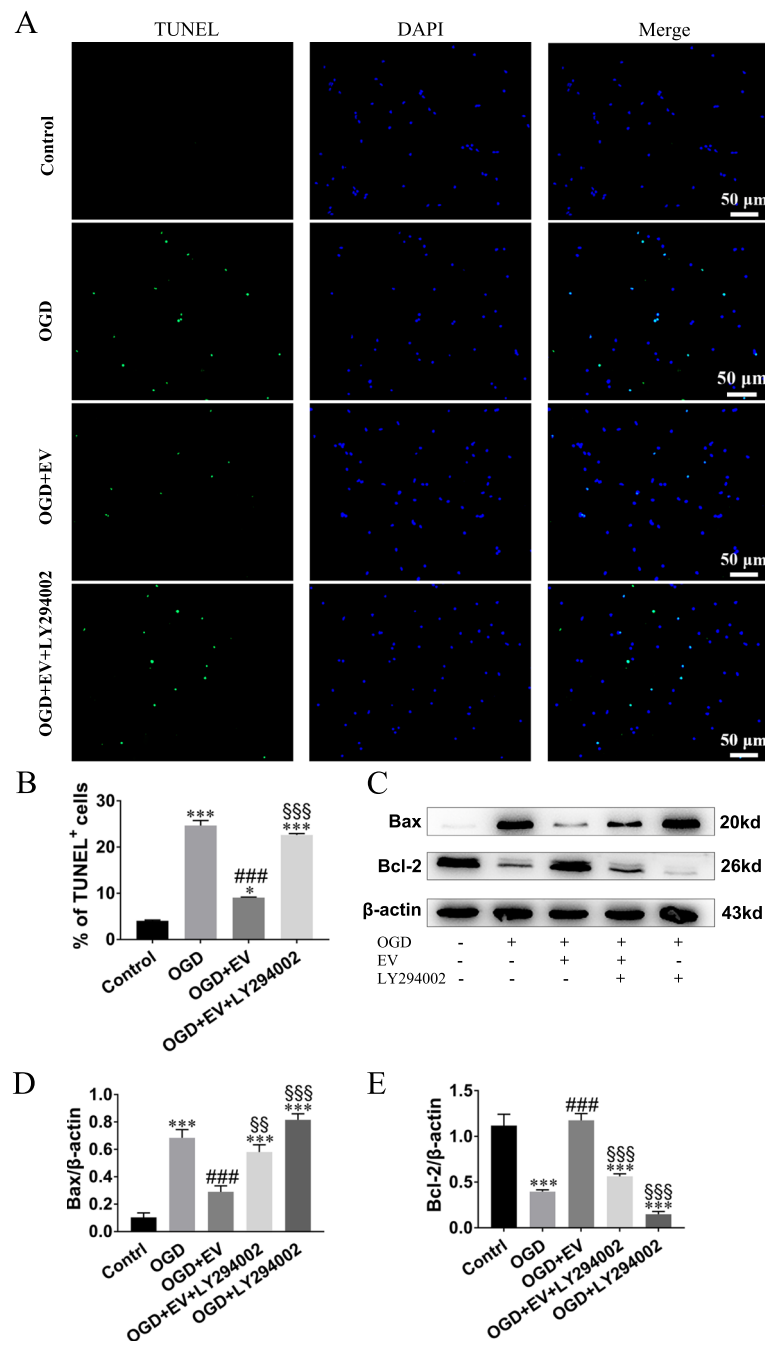 A
TUNEL DAPI Merge
Control
50 µm
OGD
50 µm
OGD+EV
50 µm
OGD+EV+LY294002
50 µm
B
% of TUNEL+ cells
30
20
10
0
***
###
*
§§§
***
Control
OGD
OGD+EV
OGD+EV+LY294002
C
Bax 20kd
Bcl-2 26kd
β-actin 43kd
OGD - + + + +
EV - - + + -
LY294002 - - - + +
D
Bax/β-actin
1.0
0.8
0.6
0.4
0.2
0.0
***
###
§§
***
§§§
***
Contrl
OGD
OGD+EV
OGD+EV+LY294002
OGD+LY294002
E
Bcl-2/β-actin
1.5
1.0
0.5
0.0
***
###
§§§
***
§§§
***
Contrl
OGD
OGD+EV
OGD+EV+LY294002
OGD+LY294002